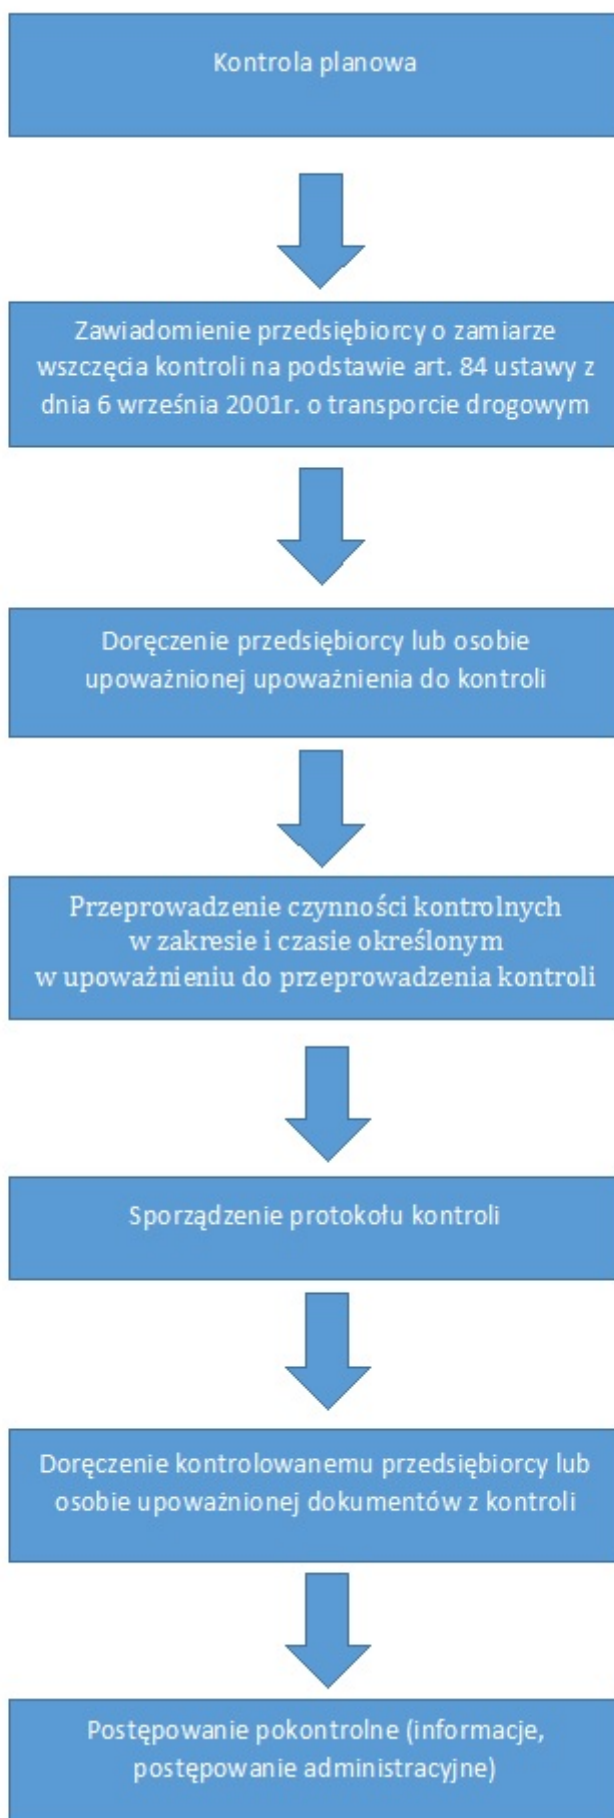 Kontrola planowa
Zawiadomienie przedsiębiorcy o zamiarze
wszczęcia kontroli na podstawie art. 84 ustawy z
dnia 6 września 2001r. o transporcie drogowym
Doręczenie przedsiębiorcy lub osobie
upoważnionej upoważnienia do kontroli
Przeprowadzenie czynności kontrolnych
w zakresie i czasie określonym
w upoważnieniu do przeprowadzenia kontroli
Sporządzenie protokołu kontroli
Doręczenie kontrolowanemu przedsiębiorcy lub
osobie upoważnionej dokumentów z kontroli
Postępowanie pokontrolne (informacje,
postępowanie administracyjne)